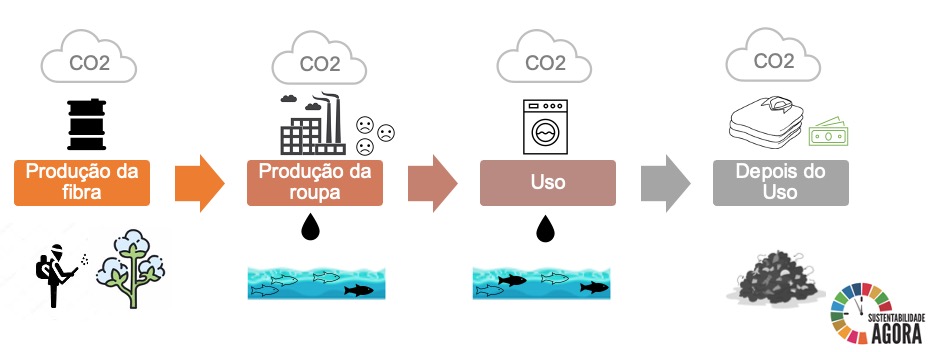 CO2
CO2
CO2
CO2
Produção da
fibra
Produção da
roupa
Uso
Depois do
Uso
SUSTENTABILIDADE
AGORA